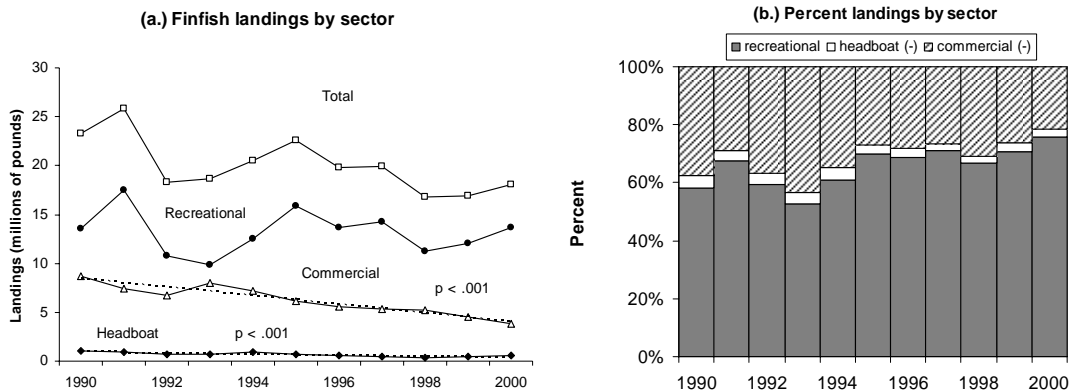 (a.) Finfish landings by sector
Landings (millions of pounds)
30
25
20
15
10
5
0
Total
Recreational
Commercial
p < .001
Headboat
p < .001
1990 1992 1994 1996 1998 2000
(b.) Percent landings by sector
recreational headboat (-) commercial (-)
Percent
100%
80%
60%
40%
20%
0%
1990 1992 1994 1996 1998 2000